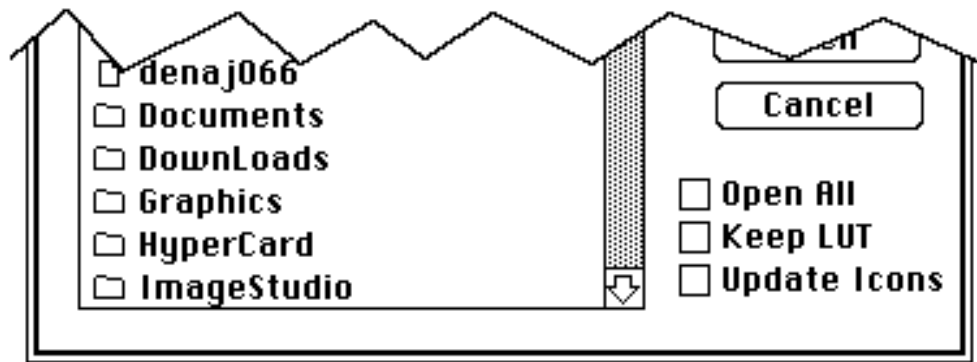 denaj066
Documents
DownLoads
Graphics
HyperCard
ImageStudio
Cancel
Open All
Keep LUT
Update Icons